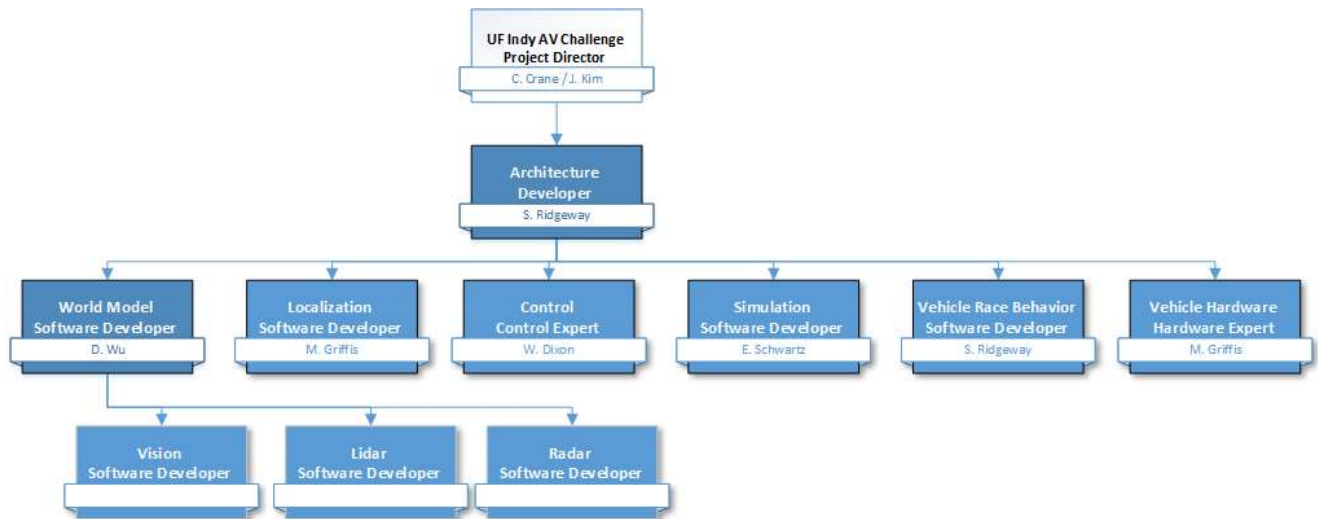 UF Indy AV Challenge
Project Director
C. Crane / J. Kim
Architecture
Developer
S. Ridgeway
World Model
Software Developer
D. Wu
Localization
Software Developer
M. Griffis
Control
Control Expert
W. Dixon
Simulation
Software Developer
E. Schwartz
Vehicle Race Behavior
Software Developer
S. Ridgeway
Vehicle Hardware
Hardware Expert
M. Griffis
Vision
Software Developer
Lidar
Software Developer
Radar
Software Developer